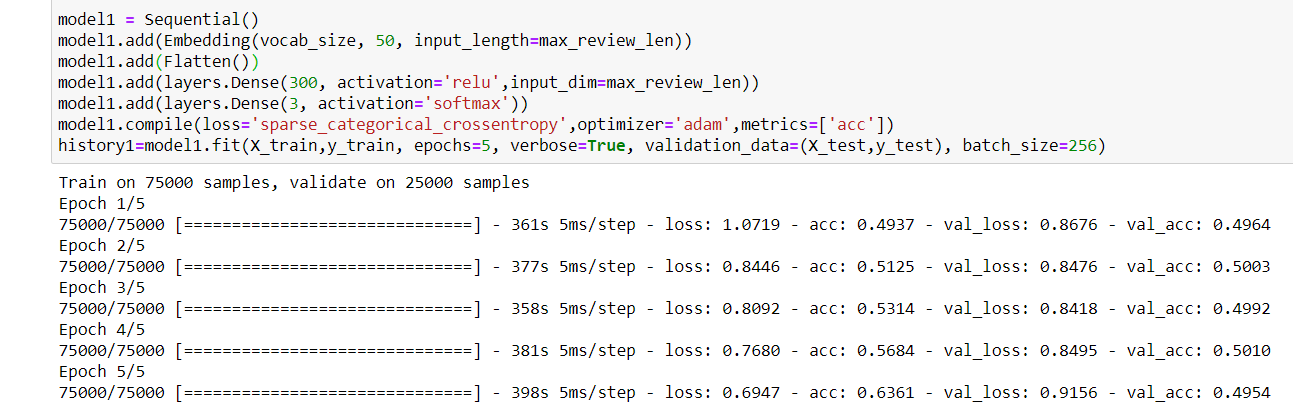 model1 = Sequential()
model1.add(Embedding(vocab_size, 50, input_length=max_review_len))
model1.add(Flatten())
model1.add(layers.Dense(300, activation='relu',input_dim=max_review_len))
model1.add(layers.Dense(3, activation='softmax'))
model1.compile(loss='sparse_categorical_crossentropy',optimizer='adam',metrics=['acc'])
history1=model1.fit(X_train,y_train, epochs=5, verbose=True, validation_data=(X_test,y_test), batch_size=256)
Train on 75000 samples, validate on 25000 samples
Epoch 1/5
75000/75000 [==============================] - 361s 5ms/step - loss: 1.0719 - acc: 0.4937 - val_loss: 0.8676 - val_acc: 0.4964
Epoch 2/5
75000/75000 [==============================] - 377s 5ms/step - loss: 0.8446 - acc: 0.5125 - val_loss: 0.8476 - val_acc: 0.5003
Epoch 3/5
75000/75000 [==============================] - 358s 5ms/step - loss: 0.8092 - acc: 0.5314 - val_loss: 0.8418 - val_acc: 0.4992
Epoch 4/5
75000/75000 [==============================] - 381s 5ms/step - loss: 0.7680 - acc: 0.5684 - val_loss: 0.8495 - val_acc: 0.5010
Epoch 5/5
75000/75000 [==============================] - 398s 5ms/step - loss: 0.6947 - acc: 0.6361 - val_loss: 0.9156 - val_acc: 0.4954